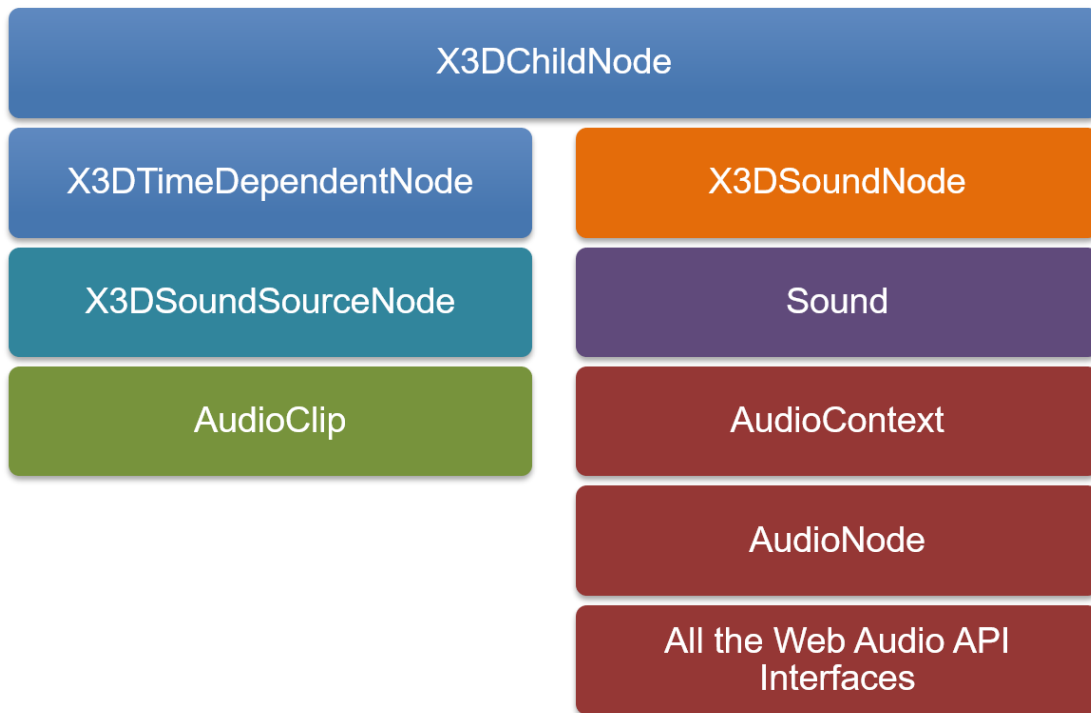 X3DChildNode
X3DTimeDependentNode
X3DSoundNode
X3DSoundSourceNode
Sound
AudioClip
AudioContext
AudioNode
All the Web Audio API
Interfaces